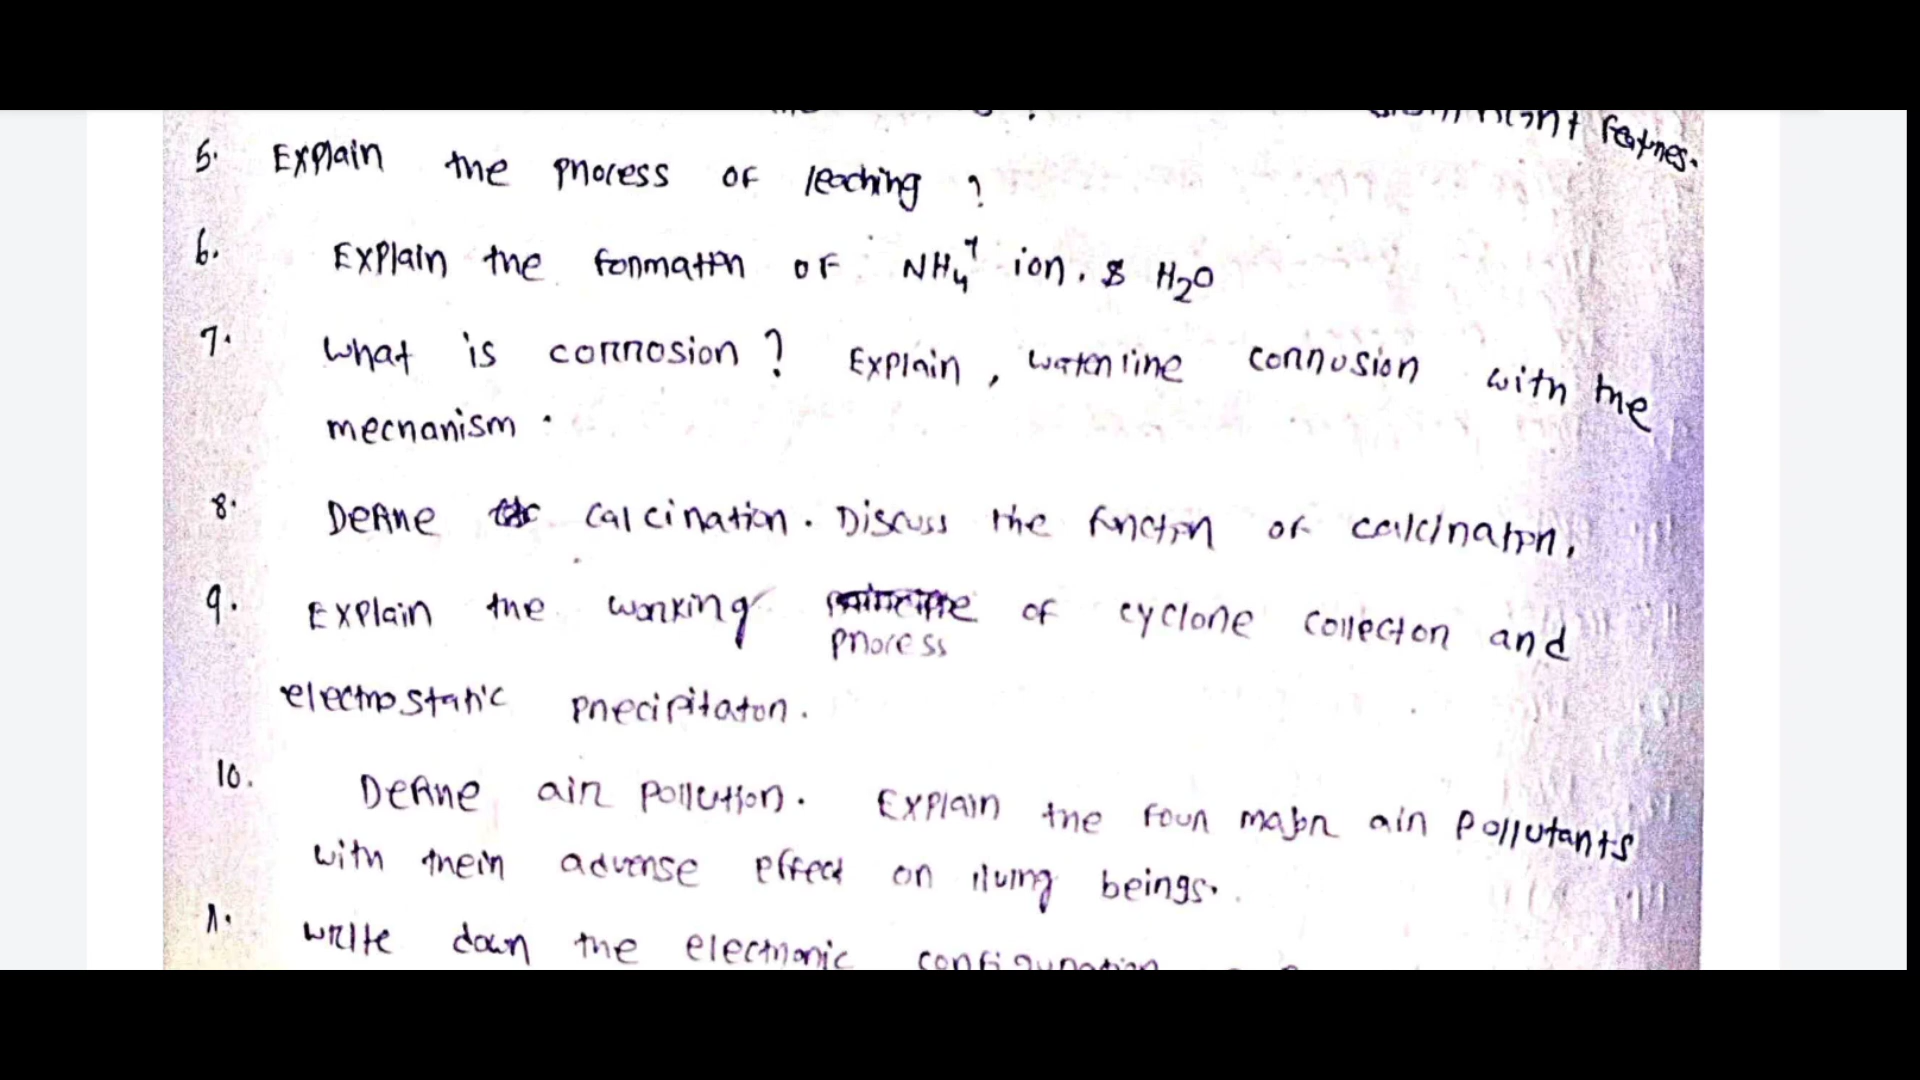 features.
5. Explain the process of leaching ?
6. Explain the formation of NH4+ ion. & H2O
7. What is corrosion ? Explain, waterline corrosion with the
mechanism.
8. Define calcination. Discuss the function of calcination.
9. Explain the working process of cyclone collector and
electrostatic precipitator.
10. Define air pollution. Explain the four major air pollutants
with their adverse effect on living beings.
11. Write down the electronic configuration